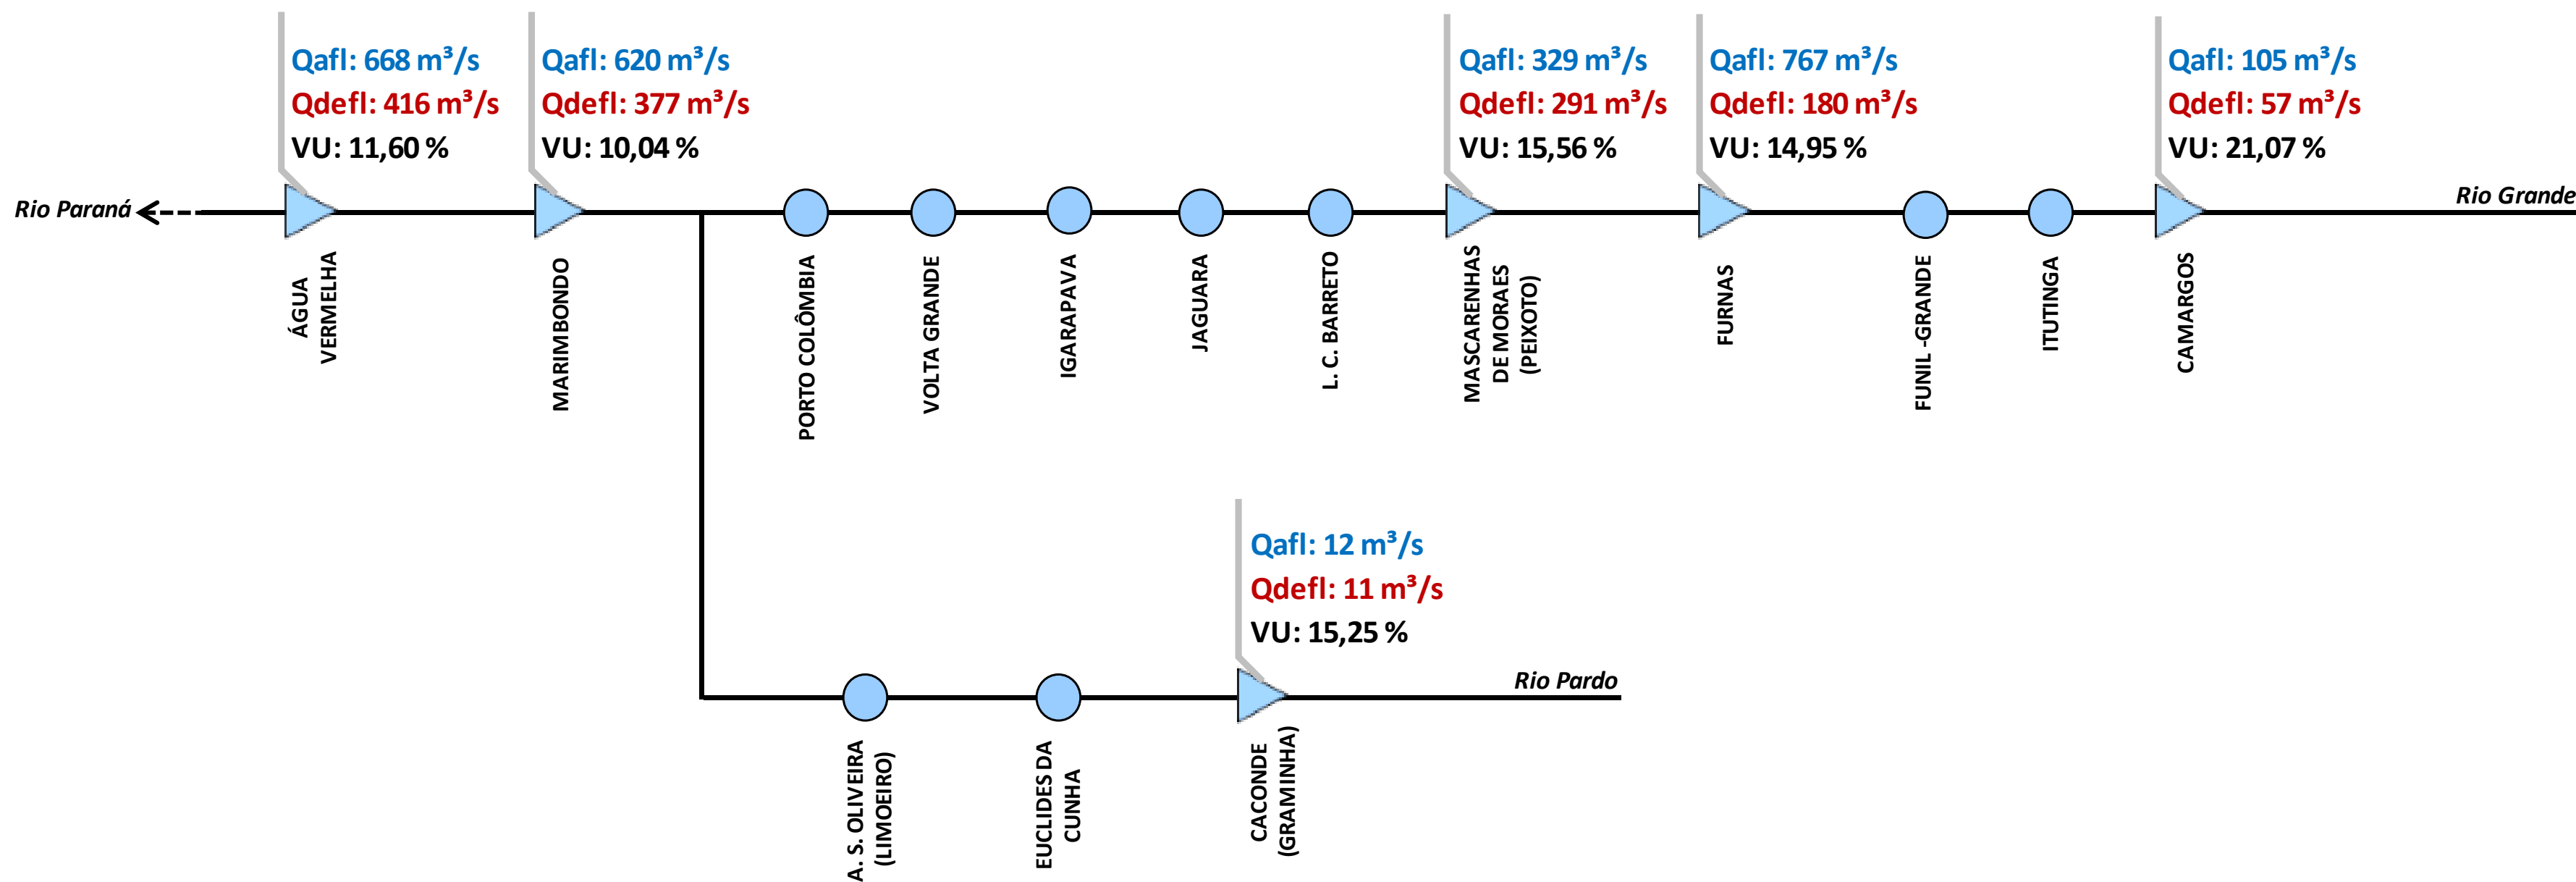 Qafl: 668 m³/s
Qdefl: 416 m³/s
VU: 11,60 %
Qafl: 620 m³/s
Qdefl: 377 m³/s
VU: 10,04 %
Qafl: 329 m³/s
Qdefl: 291 m³/s
VU: 15,56 %
Qafl: 767 m³/s
Qdefl: 180 m³/s
VU: 14,95 %
Qafl: 105 m³/s
Qdefl: 57 m³/s
VU: 21,07 %
Rio Paraná
Rio Grande
ÁGUA
VERMELHA
MARIMBONDO
PORTO COLÔMBIA
VOLTA GRANDE
IGARAPAVA
JAGUARA
L. C. BARRETO
MASCARENHAS
DE MORAES
(PEIXOTO)
FURNAS
FUNIL -GRANDE
ITUTINGA
CAMARGOS
Qafl: 12 m³/s
Qdefl: 11 m³/s
VU: 15,25 %
Rio Pardo
A. S. OLIVEIRA
(LIMOEIRO)
EUCLIDES DA
CUNHA
CACONDE
(GRAMINHA)